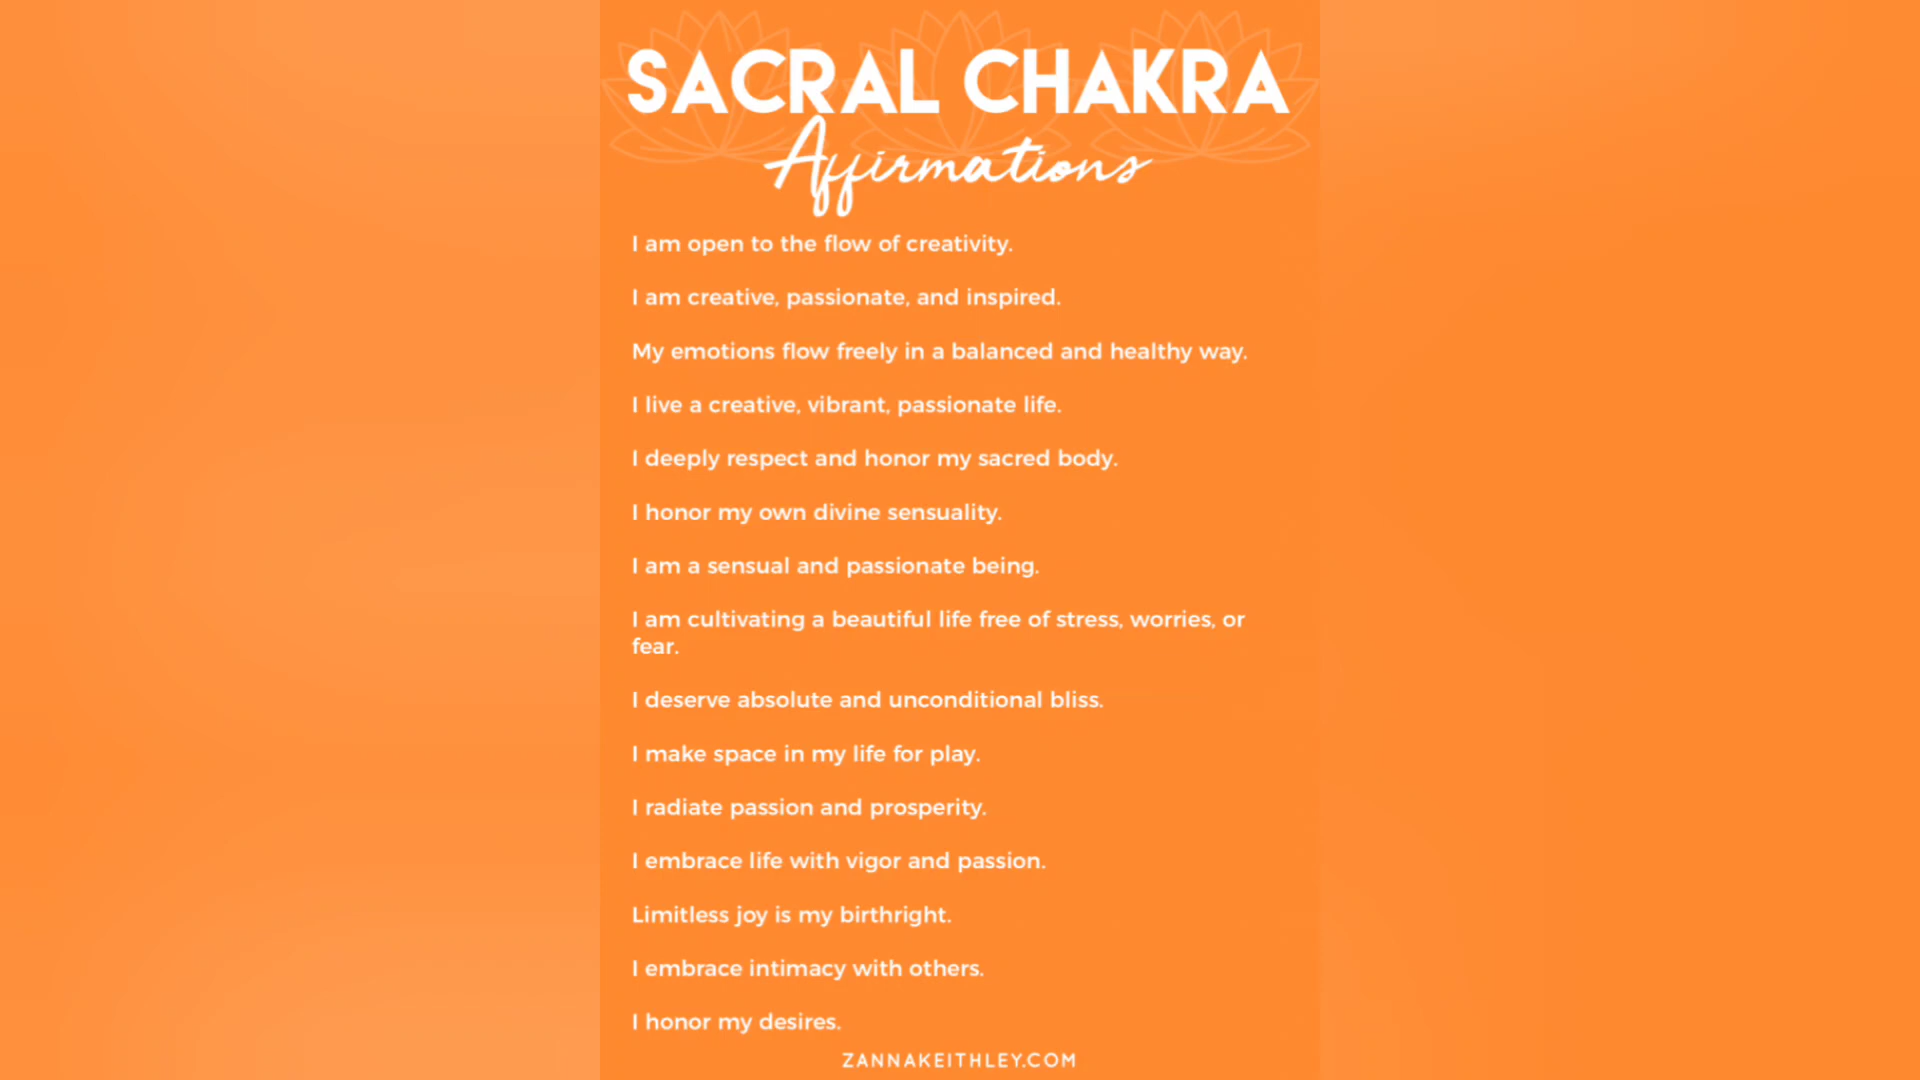 SACRAL CHAKRA
Affirmations
I am open to the flow of creativity.
I am creative, passionate, and inspired.
My emotions flow freely in a balanced and healthy way.
I live a creative, vibrant, passionate life.
I deeply respect and honor my sacred body.
I honor my own divine sensuality.
I am a sensual and passionate being.
I am cultivating a beautiful life free of stress, worries, or
fear.
I deserve absolute and unconditional bliss.
I make space in my life for play.
I radiate passion and prosperity.
I embrace life with vigor and passion.
Limitless joy is my birthright.
I embrace intimacy with others.
I honor my desires.
ZANNAKEITHLEY.COM